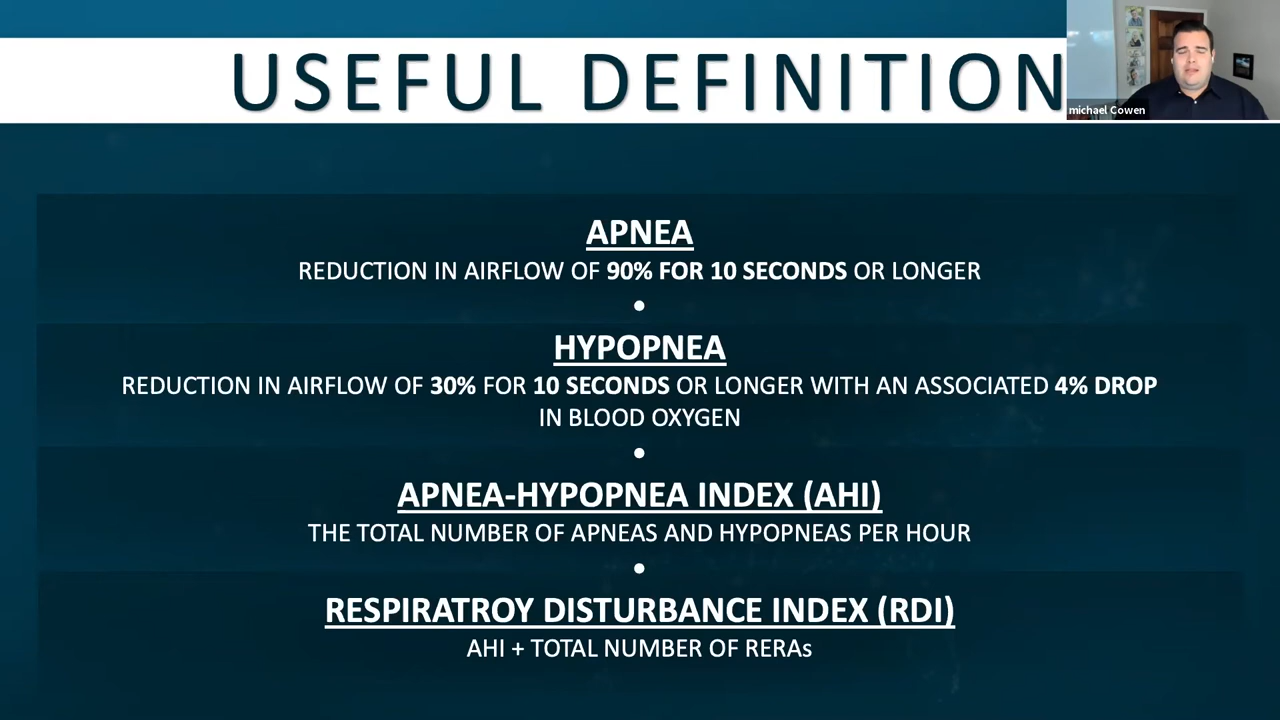 USEFUL DEFINITION
michael Cowen
APNEA
REDUCTION IN AIRFLOW OF 90% FOR 10 SECONDS OR LONGER
HYPOPNEA
REDUCTION IN AIRFLOW OF 30% FOR 10 SECONDS OR LONGER WITH AN ASSOCIATED 4% DROP
IN BLOOD OXYGEN
APNEA-HYPOPNEA INDEX (AHI)
THE TOTAL NUMBER OF APNEAS AND HYPOPNEAS PER HOUR
RESPIRATROY DISTURBANCE INDEX (RDI)
AHI + TOTAL NUMBER OF RERAs